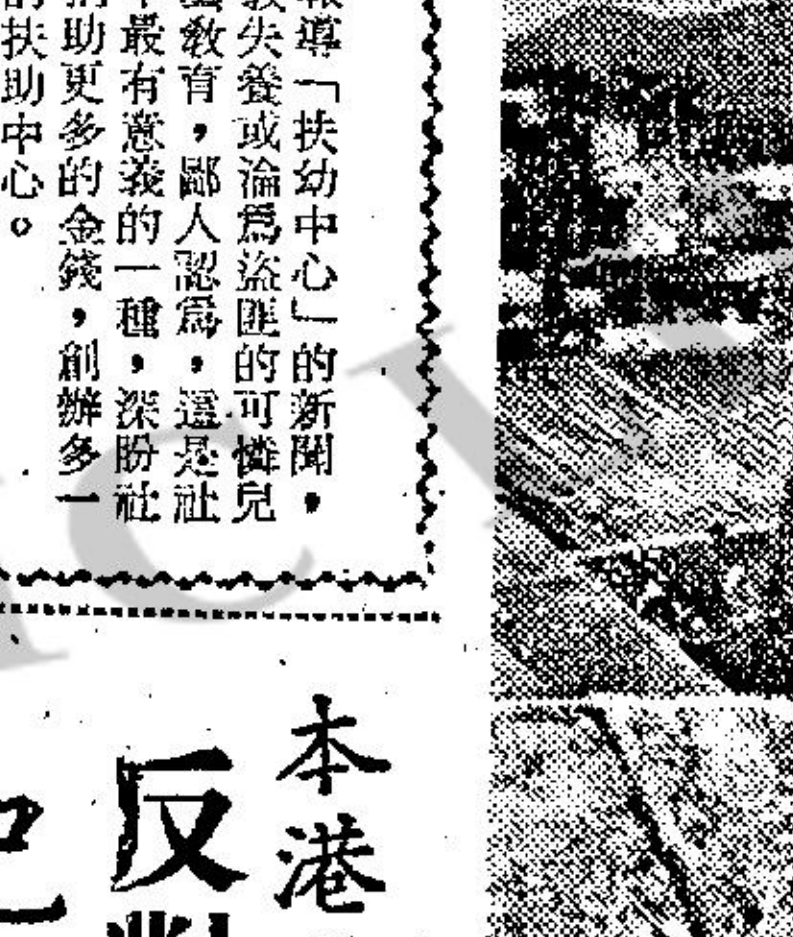 報導「扶幼中心」的新聞，
教失養或淪爲盜匪的可憐兒
教育，鄙人認爲，這是社
最有意義的一種，深盼社
捐助更多的金錢，創辦多一
的扶助中心。
本港
反對